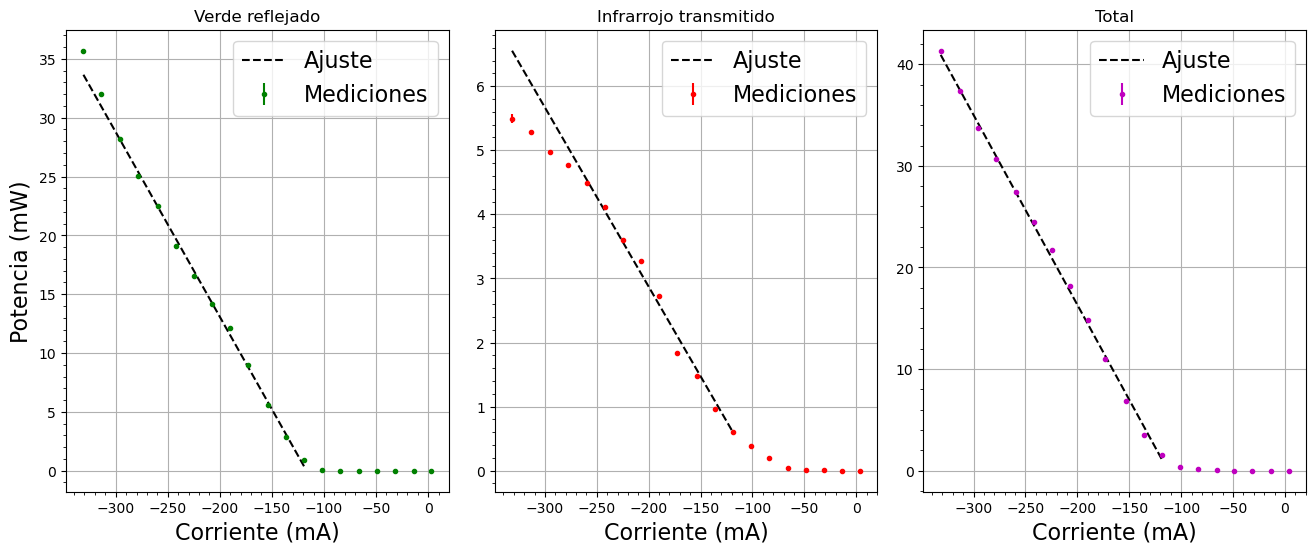 Verde reflejado
Infrarrojo transmitido
Total
Ajuste
Mediciones
Ajuste
Mediciones
Ajuste
Mediciones
Potencia (mW)
35
30
25
20
15
10
5
0
6
5
4
3
2
1
0
40
30
20
10
0
−300 −250 −200 −150 −100 −50 0
−300 −250 −200 −150 −100 −50 0
−300 −250 −200 −150 −100 −50 0
Corriente (mA)
Corriente (mA)
Corriente (mA)